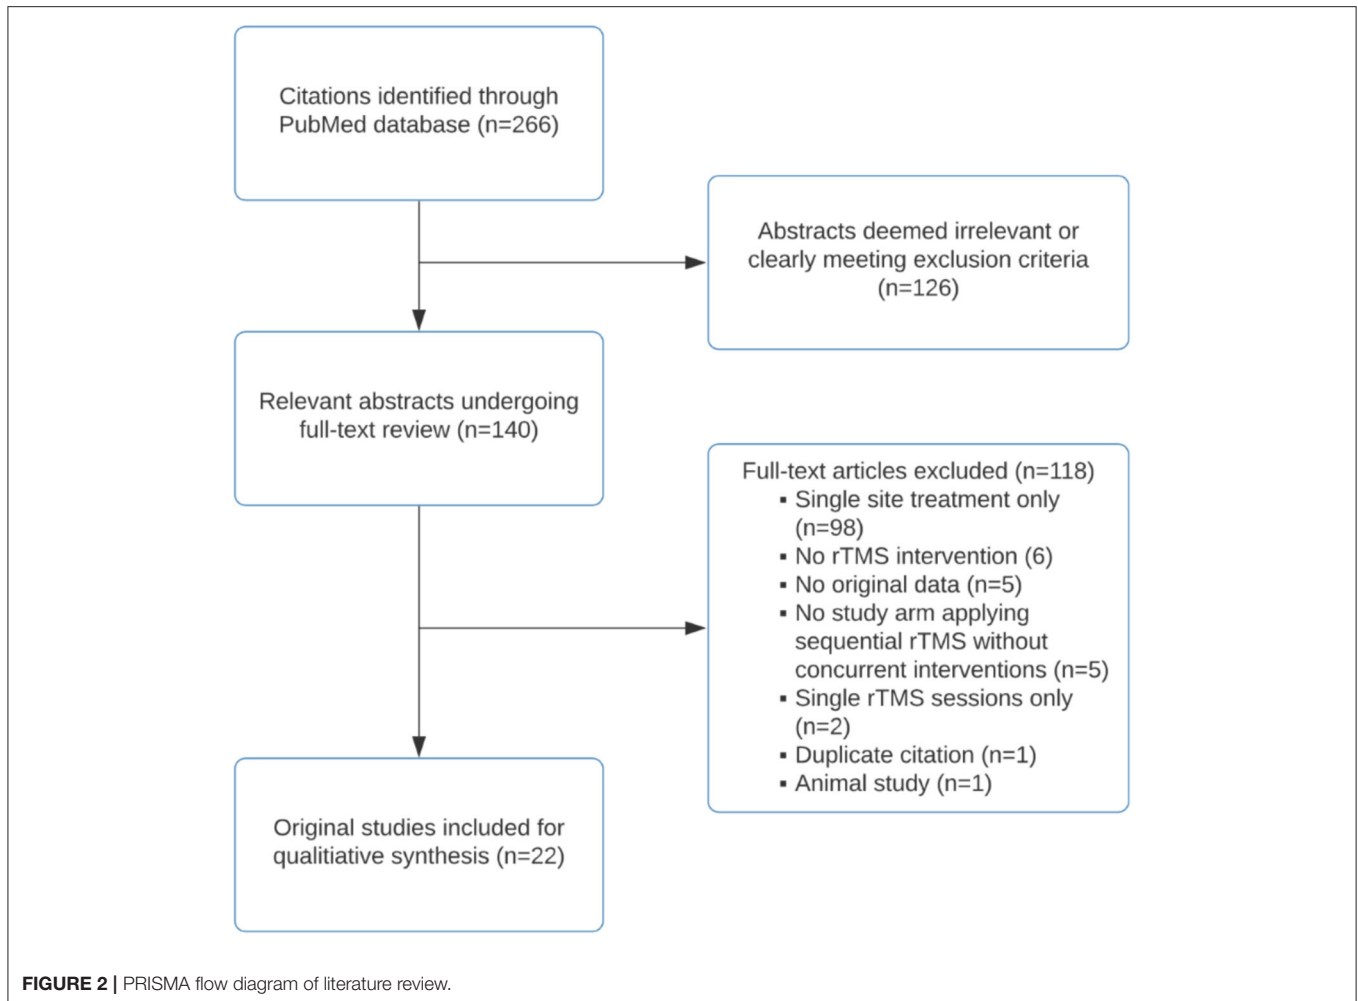 Citations identified through
PubMed database (n=266)
Abstracts deemed irrelevant or
clearly meeting exclusion criteria
(n=126)
Relevant abstracts undergoing
full-text review (n=140)
Full-text articles excluded (n=118)
▪ Single site treatment only
(n=98)
▪ No rTMS intervention (6)
▪ No original data (n=5)
▪ No study arm applying
sequential rTMS without
concurrent interventions (n=5)
▪ Single rTMS sessions only
(n=2)
▪ Duplicate citation (n=1)
▪ Animal study (n=1)
Original studies included for
qualitiative synthesis (n=22)
FIGURE 2 | PRISMA flow diagram of literature review.